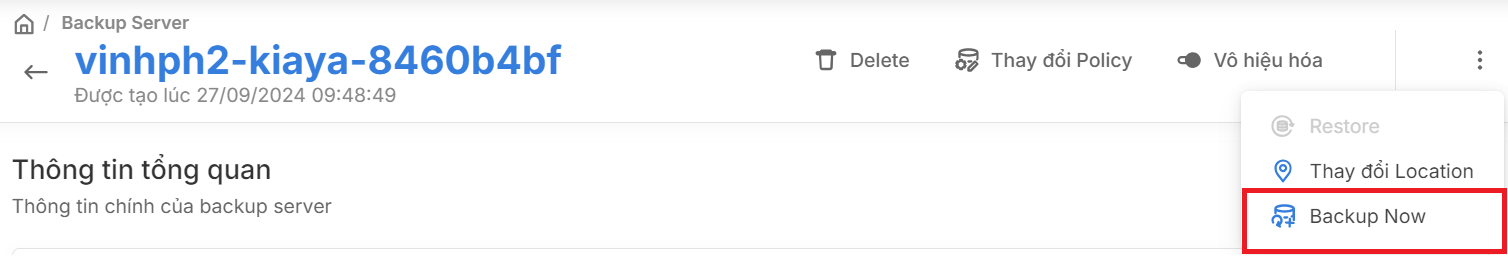 / Backup Server
vinhph2-kiaya-8460b4bf
Được tạo lúc 27/09/2024 09:48:49
Delete
Thay đổi Policy
Vô hiệu hóa
Restore
Thay đổi Location
Backup Now
Thông tin tổng quan
Thông tin chính của backup server